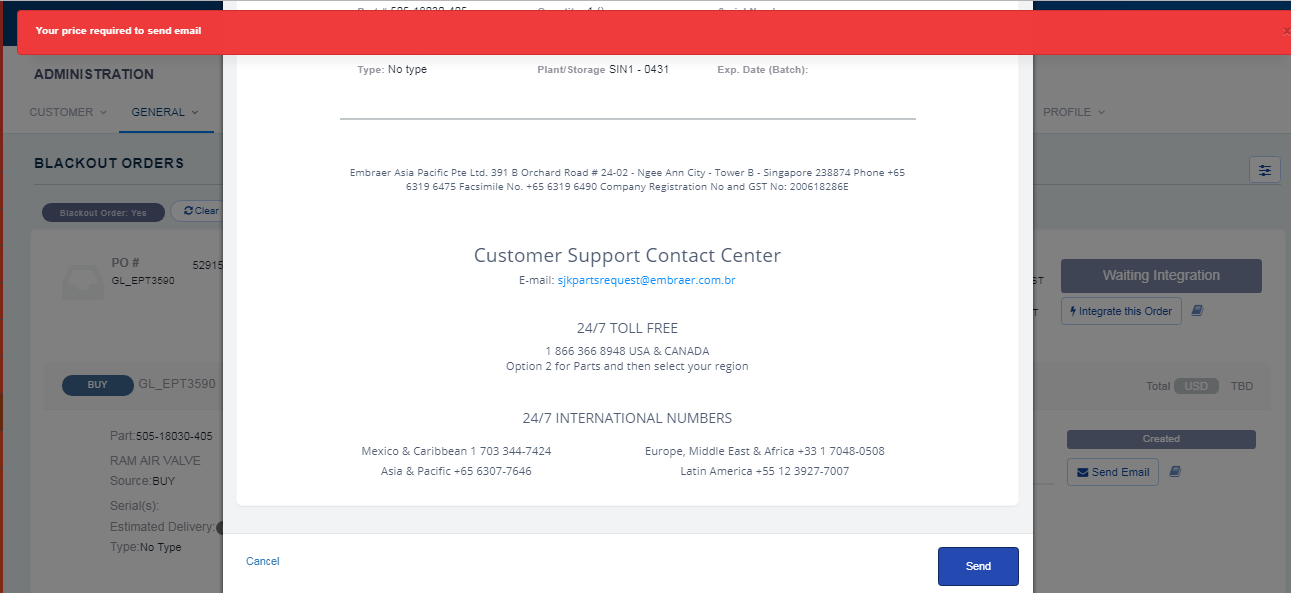 Part # 505-18030-405 Quantity: 1 ()
Your price required to send email
ADMINISTRATION
Type: No type Plant/Storage SIN1 - 0431 Exp. Date (Batch):
CUSTOMER GENERAL PROFILE
BLACKOUT ORDERS
Embraer Asia Pacific Pte Ltd. 391 B Orchard Road # 24-02 - Ngee Ann City - Tower B - Singapore 238874 Phone +65
6319 6475 Facsimile No. +65 6319 6490 Company Registration No and GST No: 200618286E
Blackout Order: Yes Clear
Customer Support Contact Center
E-mail: sjkpartsrequest@embraer.com.br
PO # 52915
GL_EPT3590
ST
Waiting Integration
T
Integrate this Order
24/7 TOLL FREE
1 866 366 8948 USA & CANADA
Option 2 for Parts and then select your region
BUY GL_EPT3590
Total USD TBD
24/7 INTERNATIONAL NUMBERS
Mexico & Caribbean 1 703 344-7424 Europe, Middle East & Africa +33 1 7048-0508
Asia & Pacific +65 6307-7646 Latin America +55 12 3927-7007
Part:505-18030-405
RAM AIR VALVE
Source:BUY
Serial(s):
Estimated Delivery:
Type:No Type
Created
Send Email
Cancel
Send